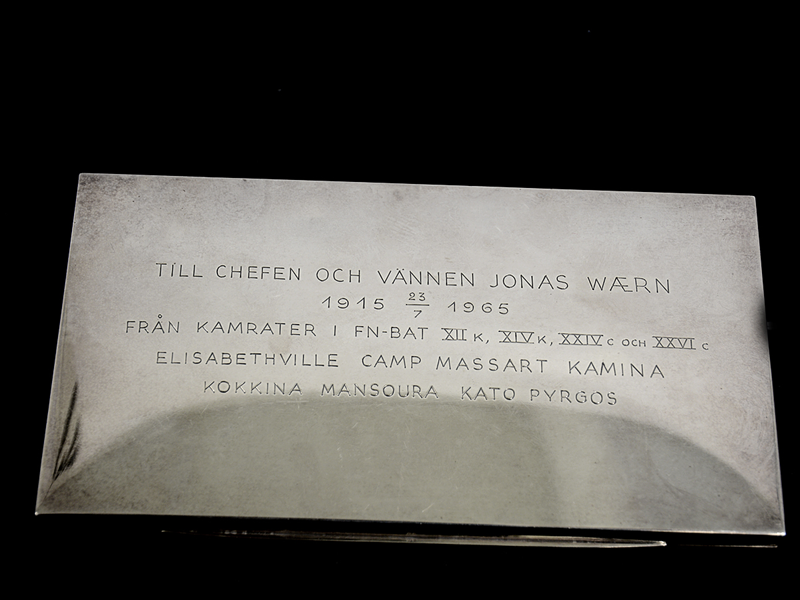 TILL CHEFEN OCH VÄNNEN JONAS WÆRN
1915 23/7 1965
FRÅN KAMRATER I FN-BAT XII K, XIV K, XXIV C OCH XXVI C
ELISABETHVILLE CAMP MASSART KAMINA
KOKKINA MANSOURA KATO PYRGOS